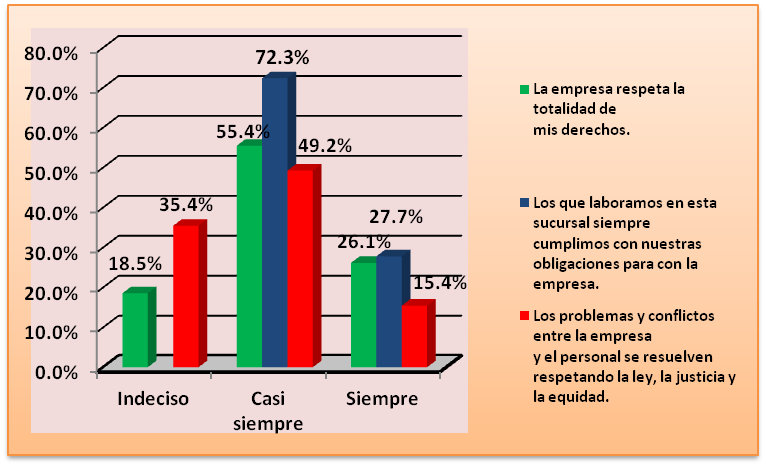 80.0%
70.0%
60.0%
50.0%
40.0%
30.0%
20.0%
10.0%
0.0%
18.5%
35.4%
55.4%
72.3%
49.2%
26.1%
27.7%
15.4%
Indeciso
Casi
siempre
Siempre
La empresa respeta la
totalidad de
mis derechos.
Los que laboramos en esta
sucursal siempre
cumplimos con nuestras
obligaciones para con la
empresa.
Los problemas y conflictos
entre la empresa
y el personal se resuelven
respetando la ley, la justicia y
la equidad.